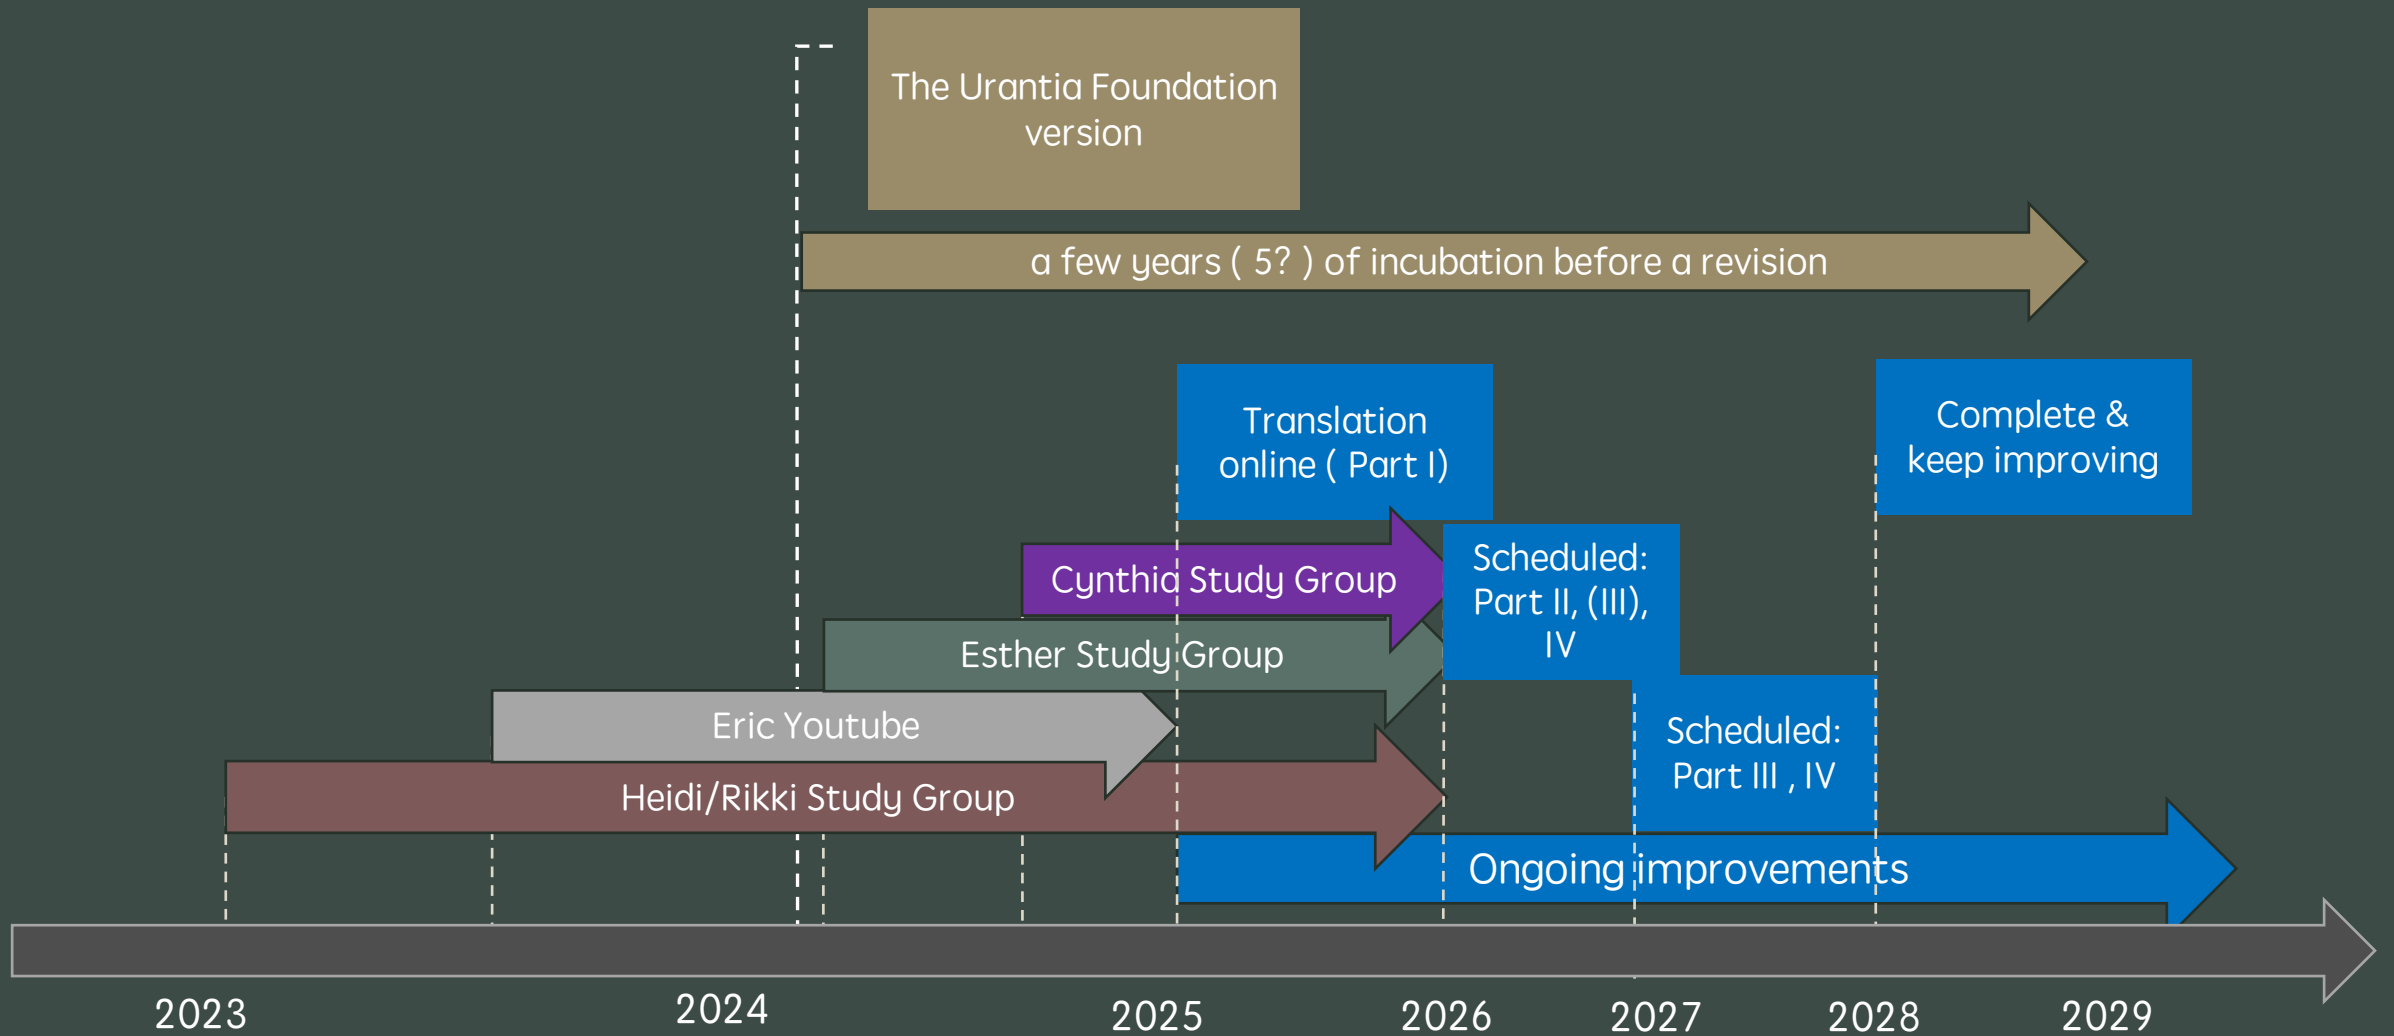 The Urantia Foundation
version
a few years ( 5? ) of incubation before a revision
Translation
online ( Part I)
Complete &
keep improving
Cynthia Study Group
Scheduled:
Part II, (III),
IV
Esther Study Group
Eric Youtube
Scheduled:
Part III , IV
Heidi/Rikki Study Group
Ongoing improvements
2023
2024
2025
2026
2027
2028
2029